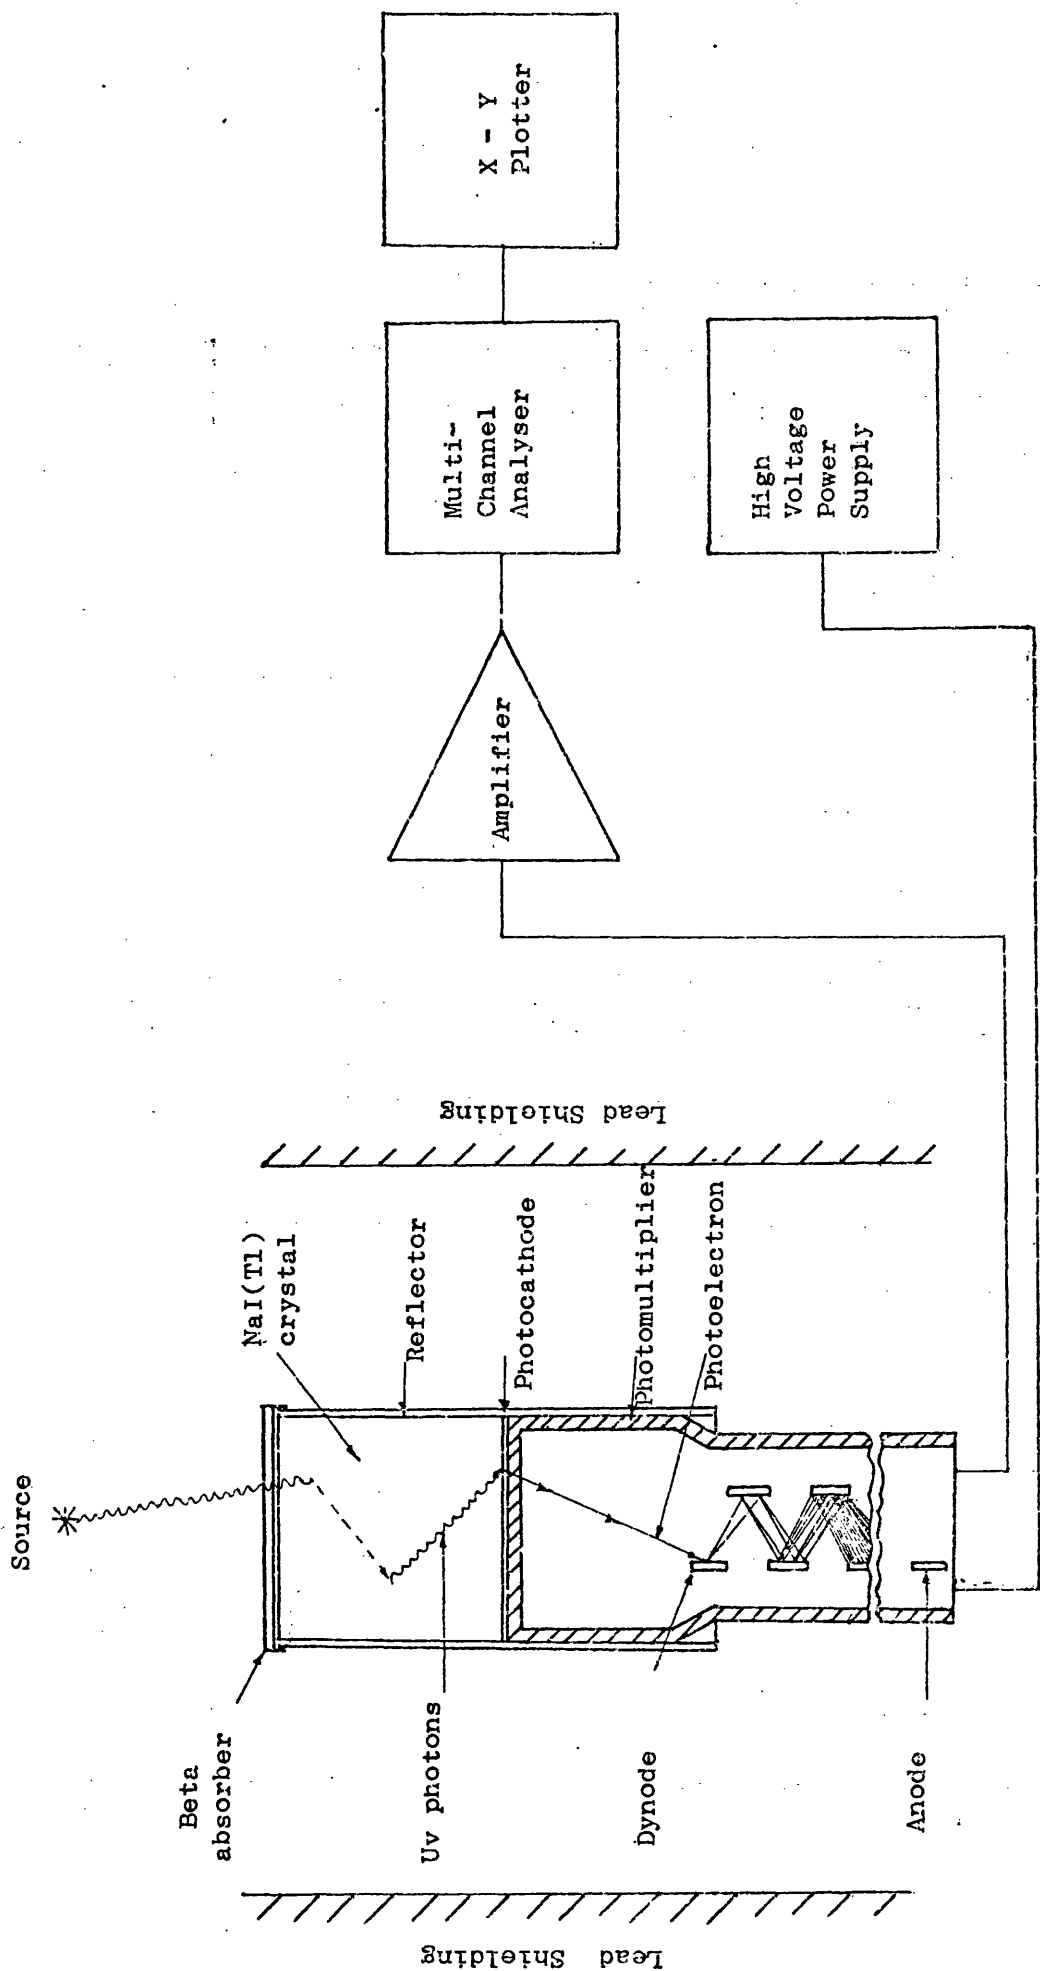 Source
Beta
absorber
Uv photons
Dynode
Anode
Lead Shielding
NaI(Tl)
crystal
Reflector
Photocathode
Photomultiplier
Photoelectron
Lead Shielding
Amplifier
Multi-
Channel
Analyser
X - Y
Plotter
High
Voltage
Power
Supply